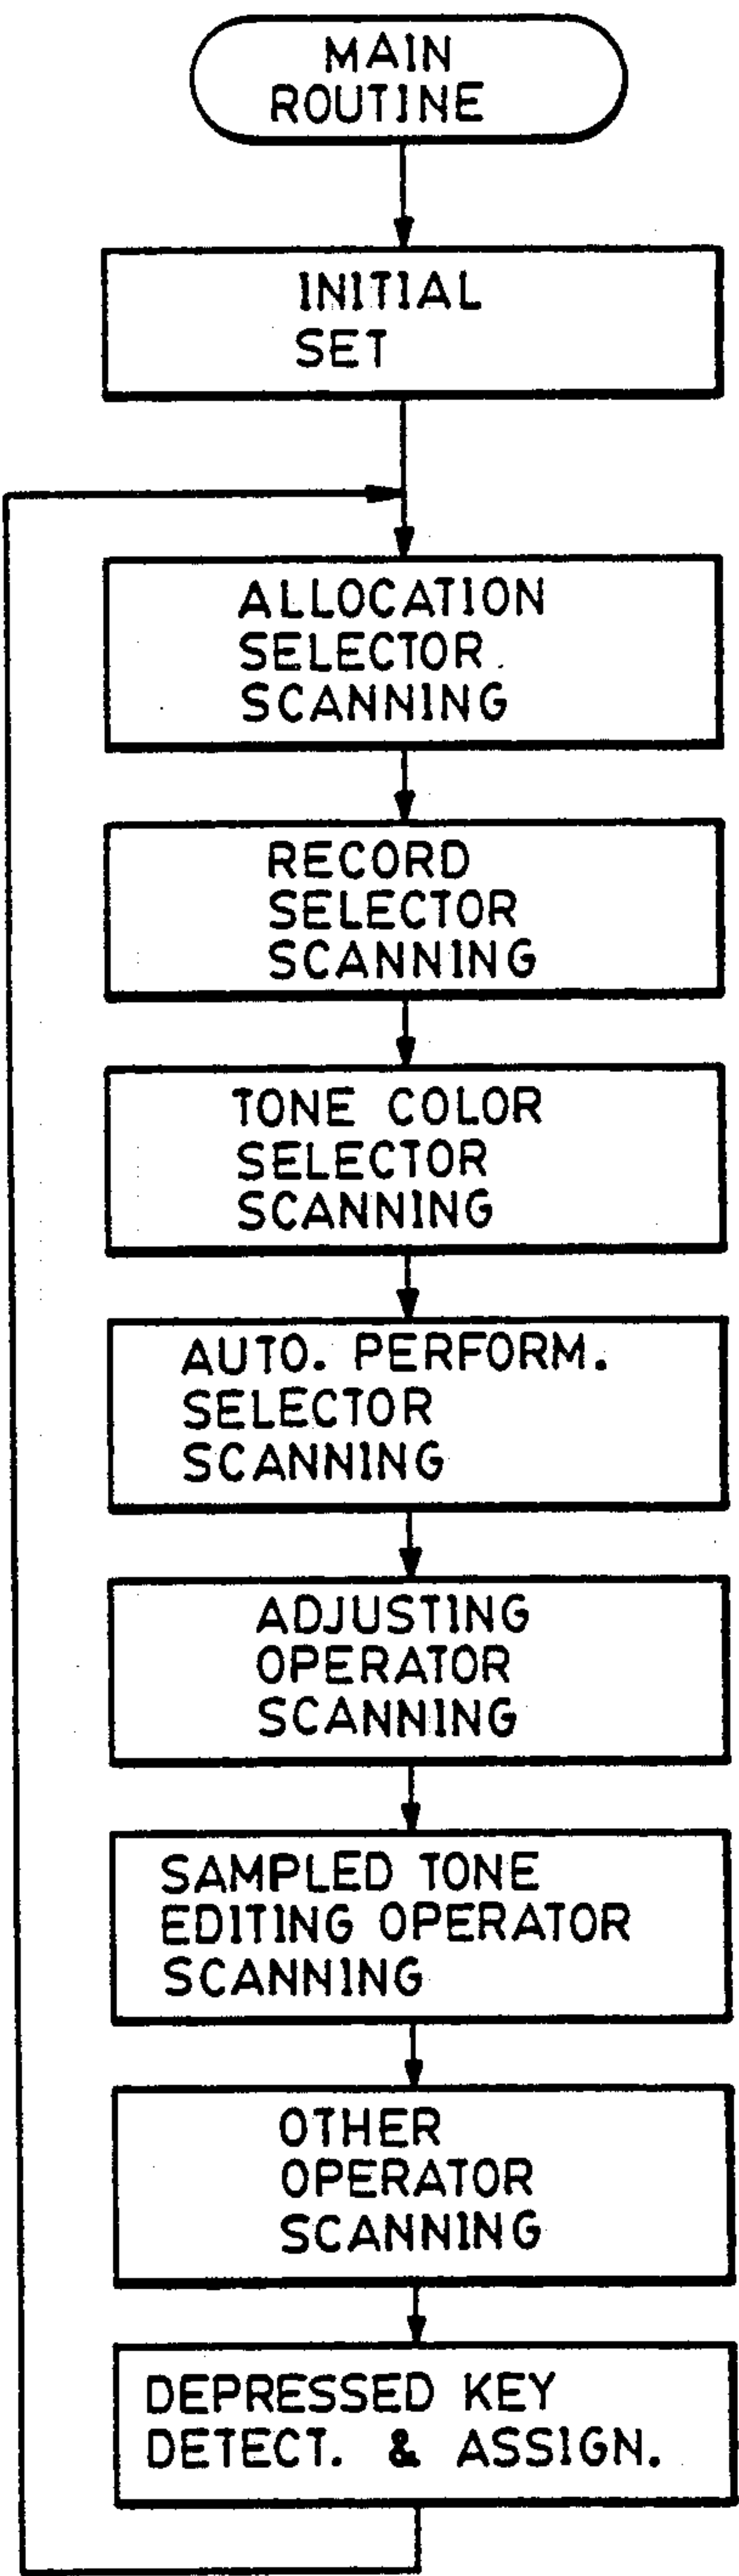 MAIN
ROUTINE
INITIAL
SET
ALLOCATION
SELECTOR
SCANNING
RECORD
SELECTOR
SCANNING
TONE COLOR
SELECTOR
SCANNING
AUTO. PERFORM.
SELECTOR
SCANNING
ADJUSTING
OPERATOR
SCANNING
SAMPLED TONE
EDITING OPERATOR
SCANNING
OTHER
OPERATOR
SCANNING
DEPRESSED KEY
DETECT. & ASSIGN.